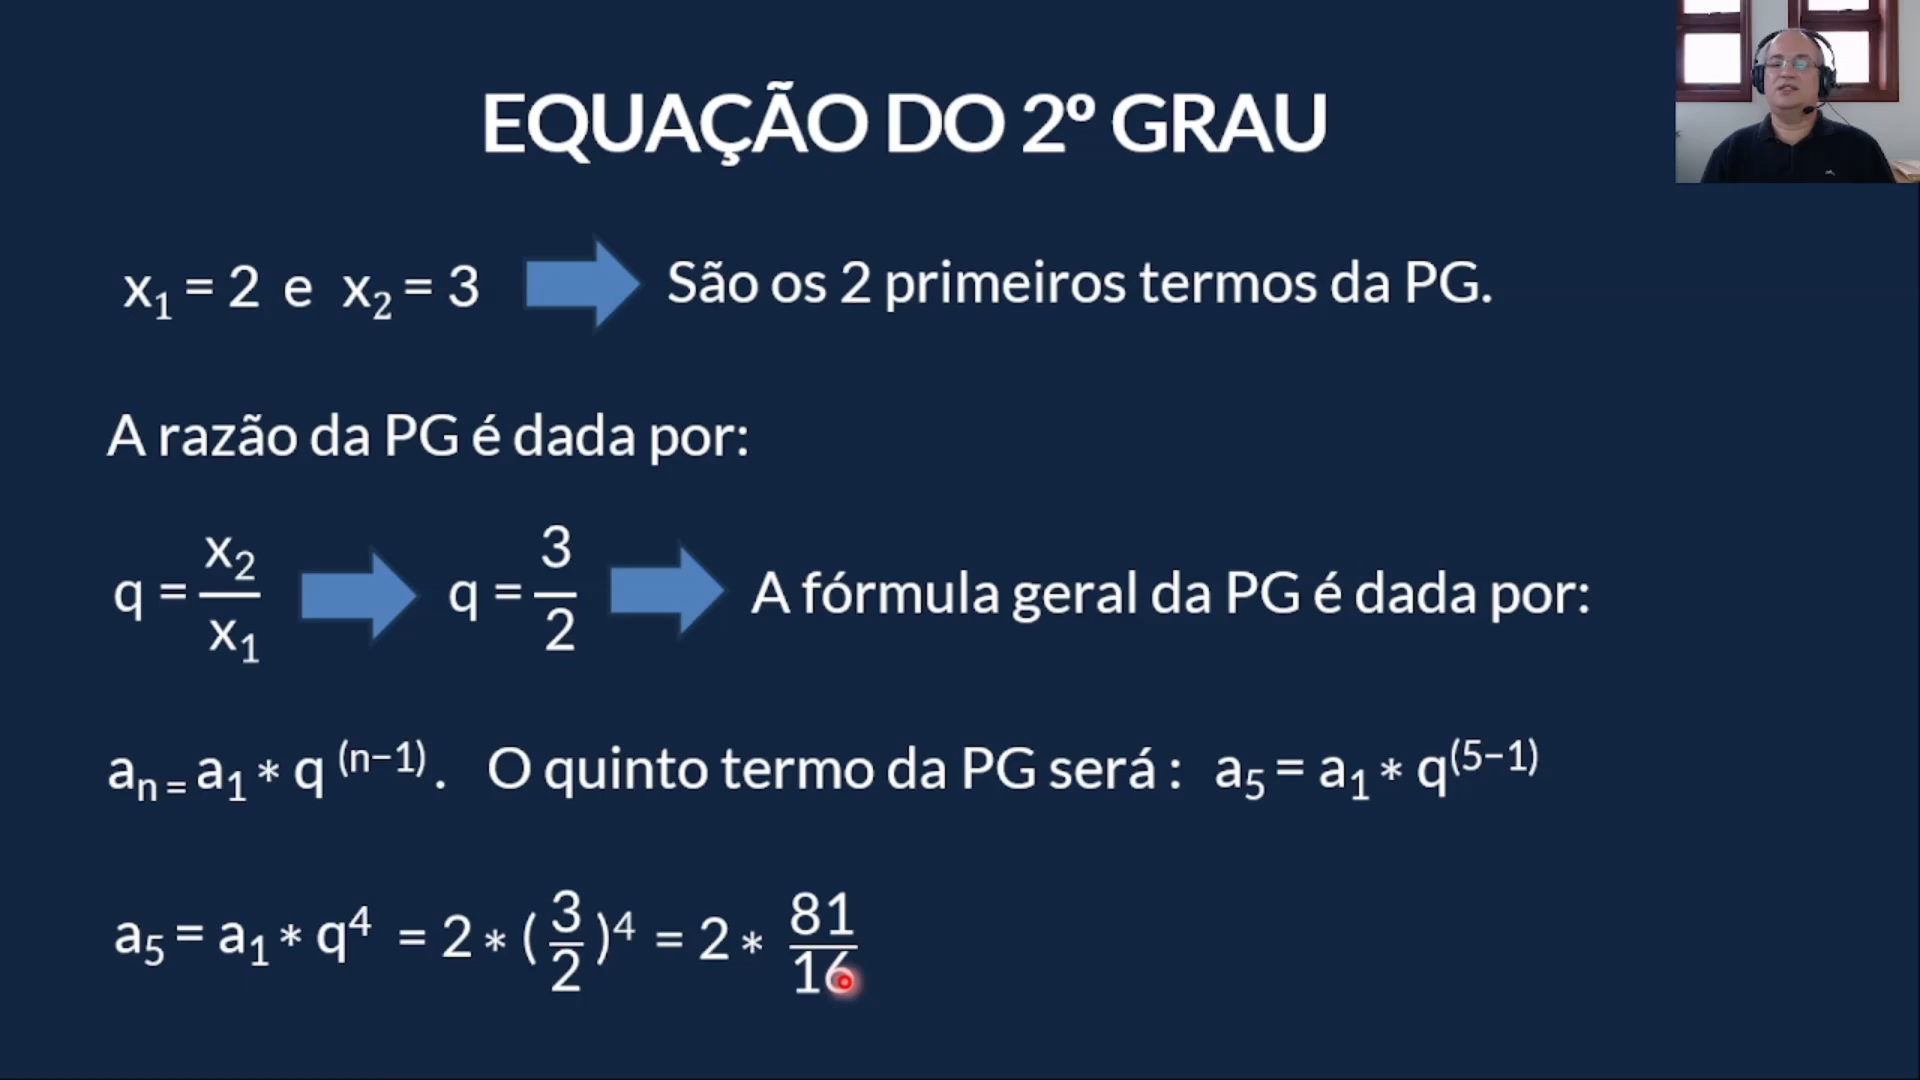 EQUAÇÃO DO 2º GRAU
x₁ = 2 e x₂ = 3 São os 2 primeiros termos da PG.
A razão da PG é dada por:
q = x₂/x₁ q = 3/2 A fórmula geral da PG é dada por:
aₙ = a₁ * q ⁽ⁿ⁻¹⁾. O quinto termo da PG será : a₅ = a₁ * q⁽⁵⁻¹⁾
a₅ = a₁ * q⁴ = 2 * (3/2)⁴ = 2 * 81/16